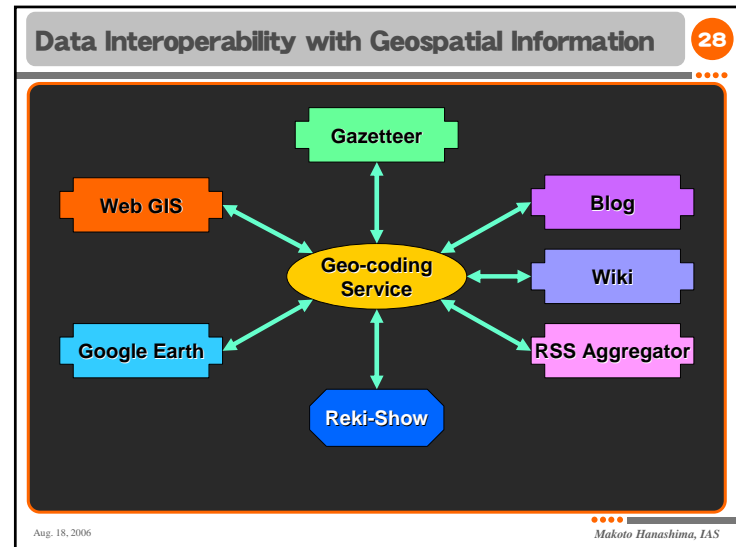 Data Interoperability with Geospatial Information
28
Gazetteer
Web GIS
Blog
Geo-coding
Service
Wiki
Google Earth
RSS Aggregator
Reki-Show
Aug. 18, 2006
Makoto Hanashima, IAS